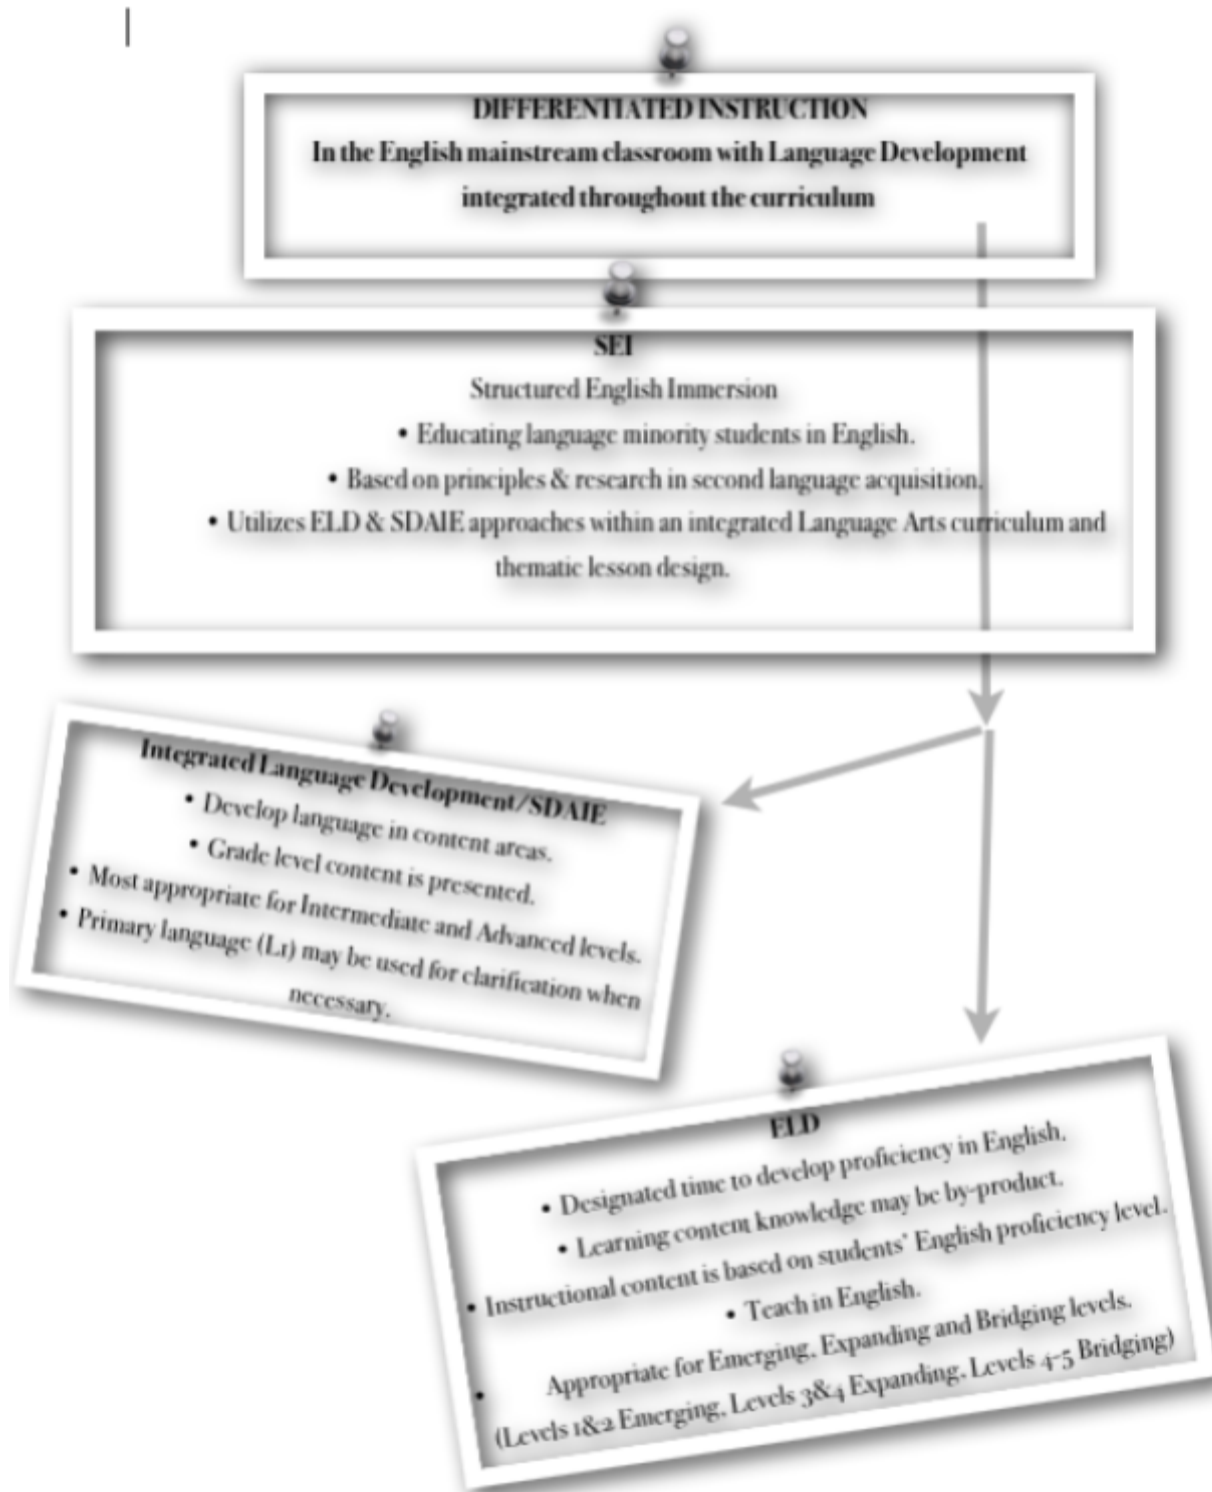 DIFFERENTIATED INSTRUCTION
In the English mainstream classroom with Language Development
integrated throughout the curriculum
SEI
Structured English Immersion
• Educating language minority students in English.
• Based on principles & research in second language acquisition.
• Utilizes ELD & SDAIE approaches within an integrated Language Arts curriculum and
thematic lesson design.
Integrated Language Development/SDAIE
• Develop language in content areas.
• Grade level content is presented.
• Most appropriate for Intermediate and Advanced levels.
• Primary language (L1) may be used for clarification when
necessary.
ELD
• Designated time to develop proficiency in English.
• Learning content knowledge may be by-product.
• Instructional content is based on students' English proficiency level.
• Teach in English.
• Appropriate for Emerging, Expanding and Bridging levels.
(Levels 1&2 Emerging, Levels 3&4 Expanding, Levels 4-5 Bridging)